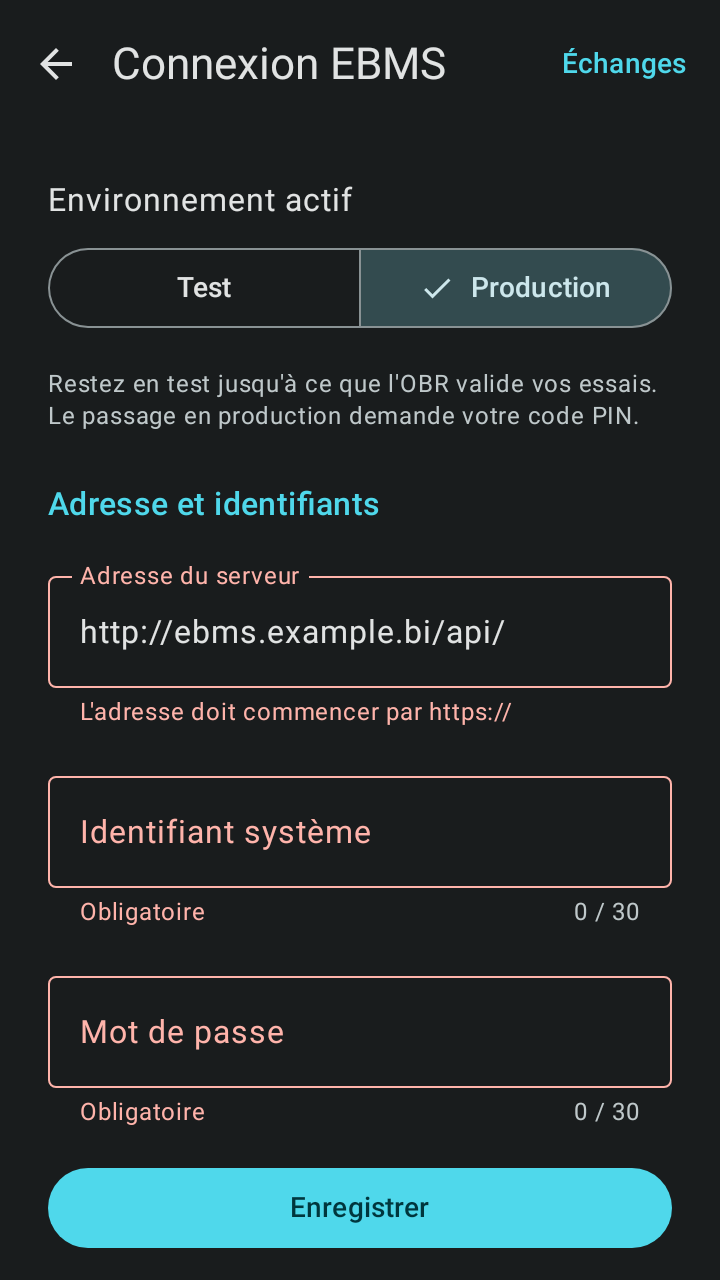 Connexion EBMS
Échanges
Environnement actif
Test
Production
Restez en test jusqu'à ce que l'OBR valide vos essais.
Le passage en production demande votre code PIN.
Adresse et identifiants
Adresse du serveur
http://ebms.example.bi/api/
L'adresse doit commencer par https://
Identifiant système
Obligatoire
0 / 30
Mot de passe
Obligatoire
0 / 30
Enregistrer